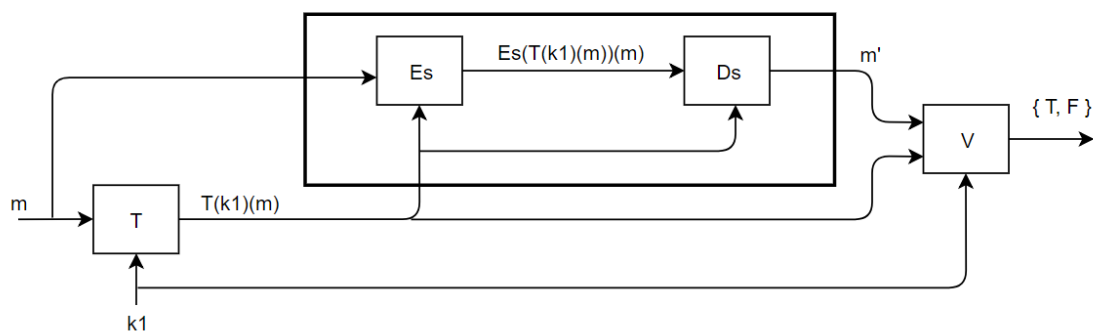 Es(T(k1)(m))(m)
m'
Es
Ds
{ T, F }
V
m
T(k1)(m)
T
k1